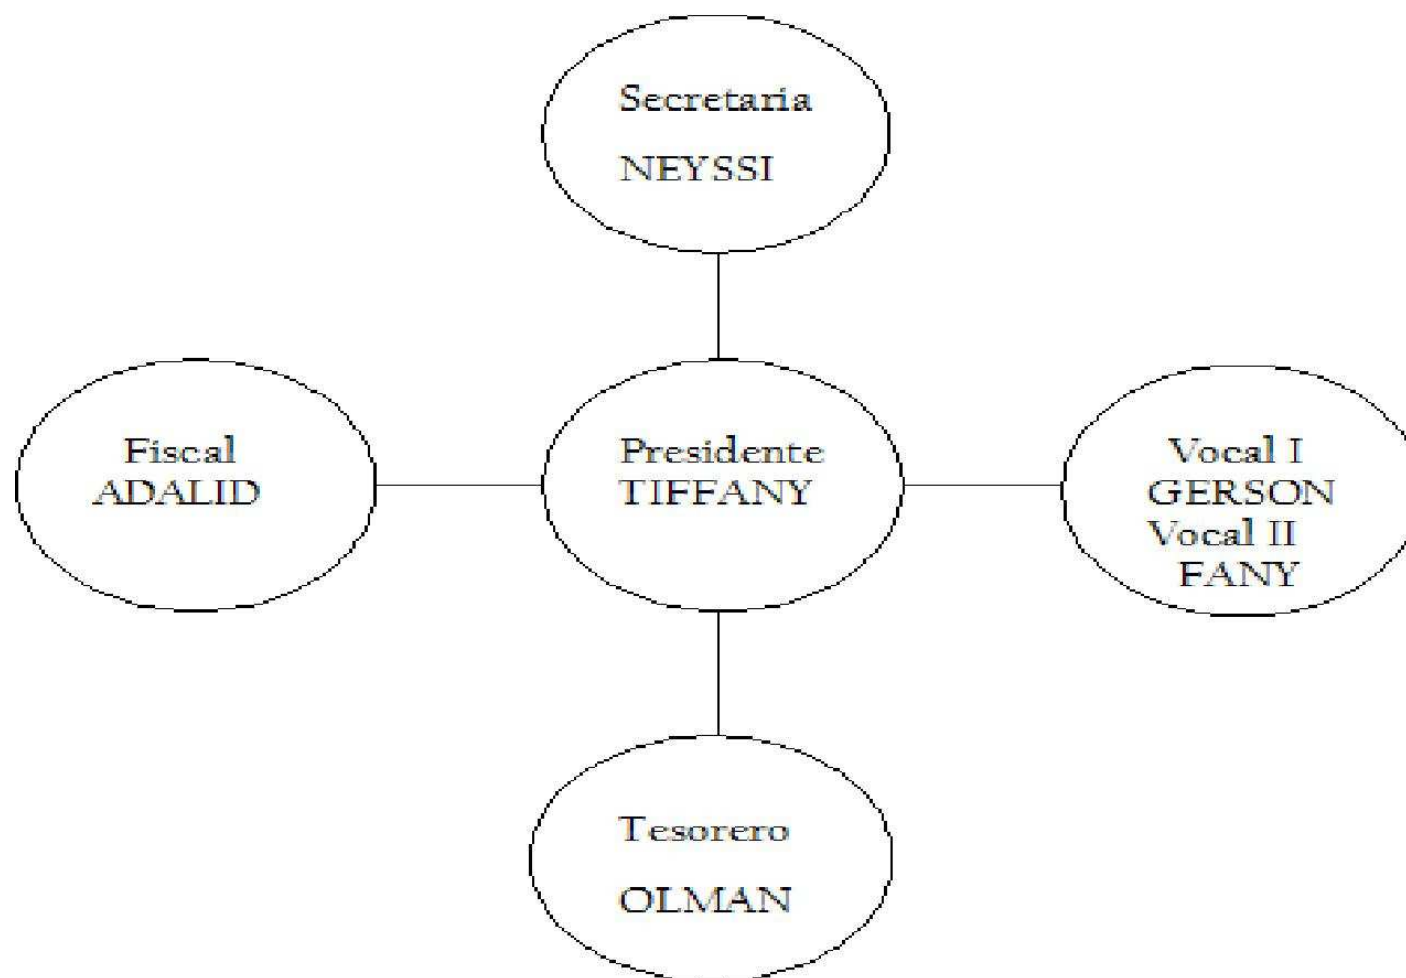 Secretaria
NEYSSI
Fiscal
ADALID
Presidente
TIFFANY
Vocal I
GERSON
Vocal II
FANY
Tesorero
OLMAN